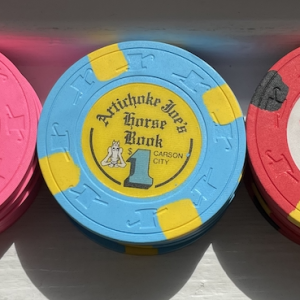 Artichoke Joe's
Horse
Book
$1
CARSON
CITY